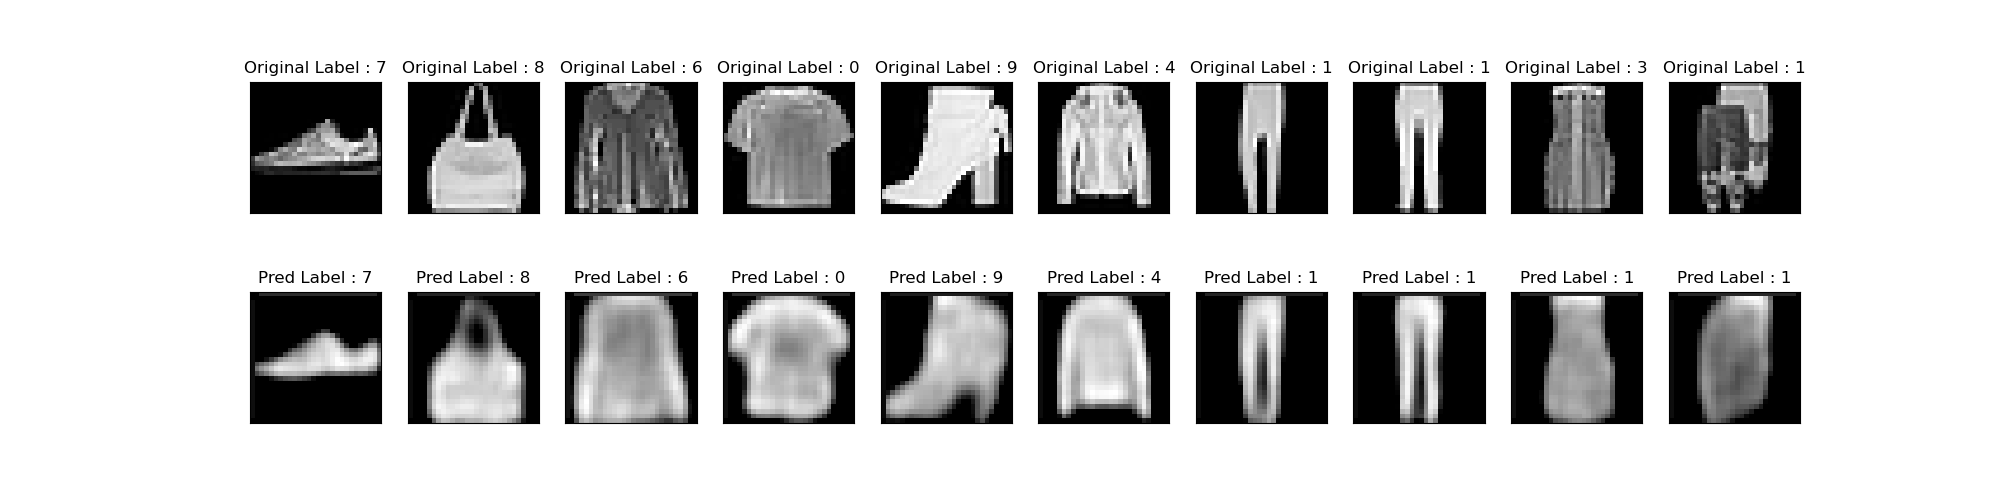 Original Label : 7 Original Label : 8 Original Label : 6 Original Label : 0 Original Label : 9 Original Label : 4 Original Label : 1 Original Label : 1 Original Label : 3 Original Label : 1
Pred Label : 7 Pred Label : 8 Pred Label : 6 Pred Label : 0 Pred Label : 9 Pred Label : 4 Pred Label : 1 Pred Label : 1 Pred Label : 1 Pred Label : 1